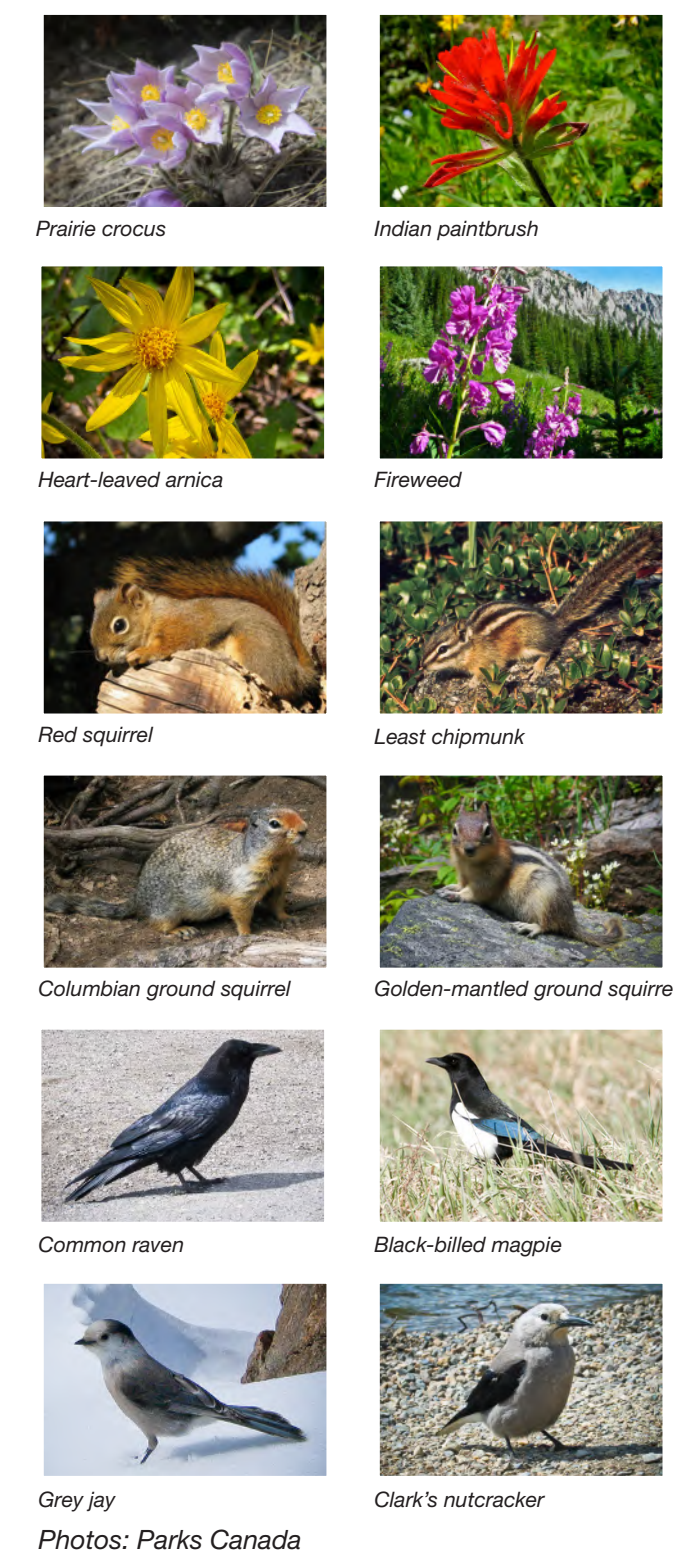 Prairie crocus
Indian paintbrush
Heart-leaved arnica
Fireweed
Red squirrel
Least chipmunk
Columbian ground squirrel
Golden-mantled ground squirre
Common raven
Black-billed magpie
Grey jay
Clark's nutcracker
Photos: Parks Canada